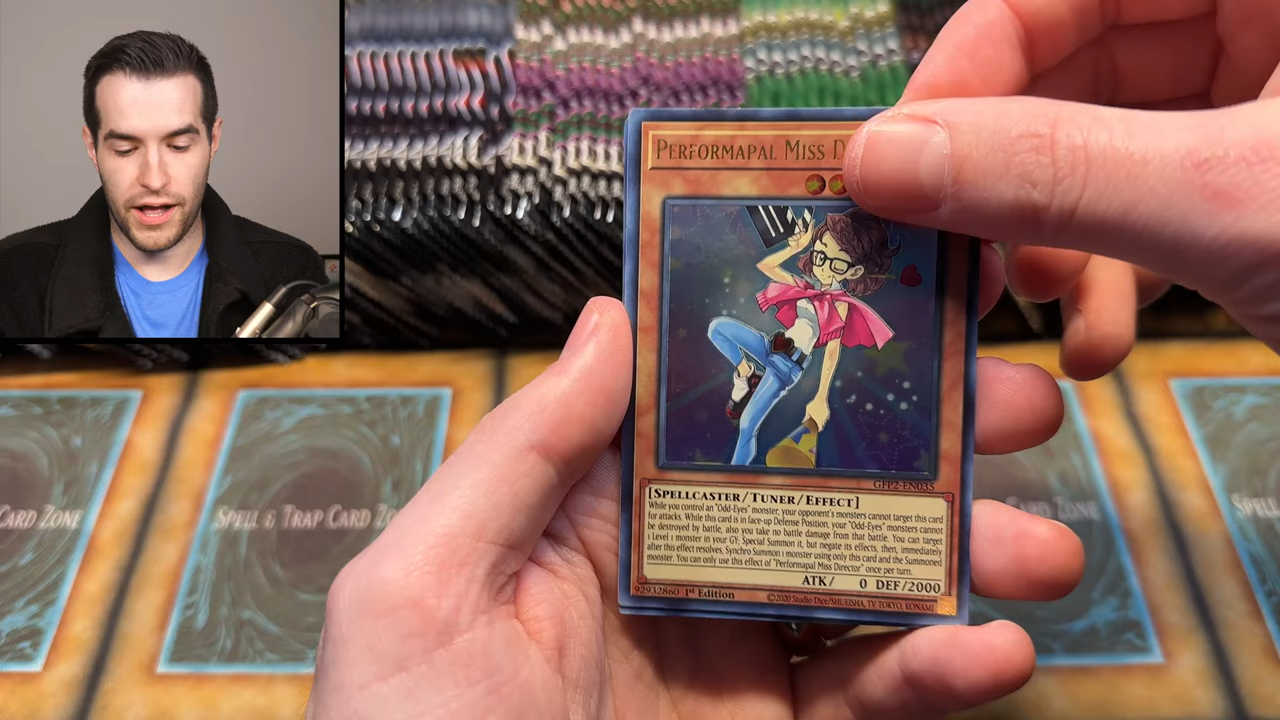 PERFORMAPAL MISS D
GFP2-EN035
[SPELLCASTER/TUNER/EFFECT]
While you control an "Odd-Eyes" monster, your opponent's monsters cannot target this card
for attacks. While this card is in face-up Defense Position, your "Odd-Eyes" monsters cannot
be destroyed by battle, also you take no battle damage from that battle. You can target
1 Level 1 monster in your GY; Special Summon it, but negate its effects, then, immediately
after this effect resolves, Synchro Summon 1 monster using only this card and the Summoned
monster. You can only use this effect of "Performapal Miss Director" once per turn.
ATK/ 0 DEF/2000
92932860 1st Edition ©2020 Studio Dice/SHUEISHA, TV TOKYO, KONAMI
CARD ZONE
SPELL & TRAP CARD ZO
CARD ZONE
SPELL